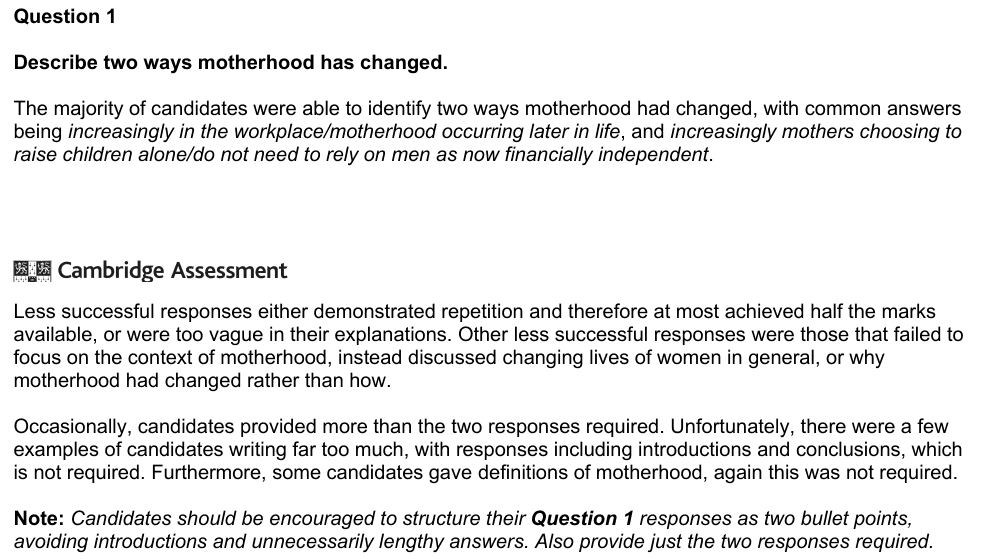 Question 1
Describe two ways motherhood has changed.
The majority of candidates were able to identify two ways motherhood had changed, with common answers
being increasingly in the workplace/motherhood occurring later in life, and increasingly mothers choosing to
raise children alone/do not need to rely on men as now financially independent.
Cambridge Assessment
Less successful responses either demonstrated repetition and therefore at most achieved half the marks
available, or were too vague in their explanations. Other less successful responses were those that failed to
focus on the context of motherhood, instead discussed changing lives of women in general, or why
motherhood had changed rather than how.
Occasionally, candidates provided more than the two responses required. Unfortunately, there were a few
examples of candidates writing far too much, with responses including introductions and conclusions, which
is not required. Furthermore, some candidates gave definitions of motherhood, again this was not required.
Note: Candidates should be encouraged to structure their Question 1 responses as two bullet points,
avoiding introductions and unnecessarily lengthy answers. Also provide just the two responses required.